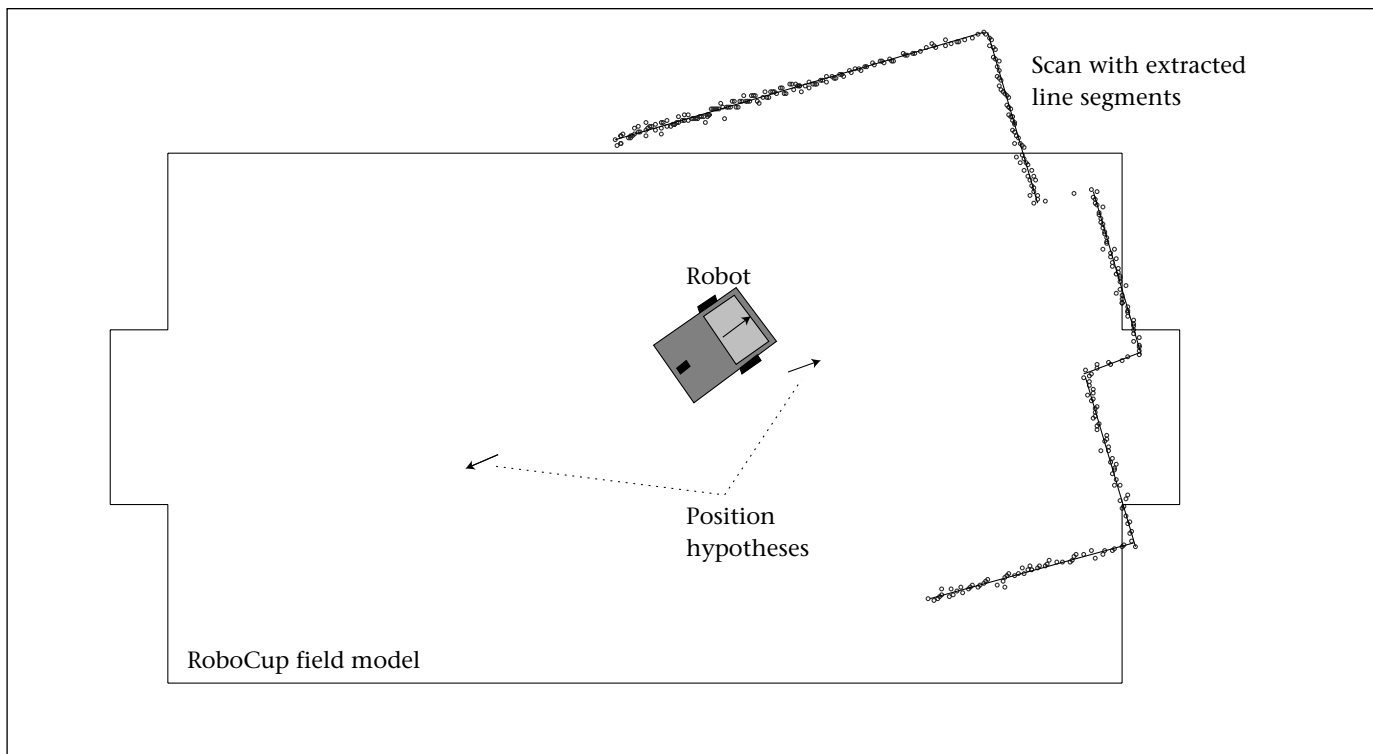 Scan with extracted
line segments
Robot
Position
hypotheses
RoboCup field model